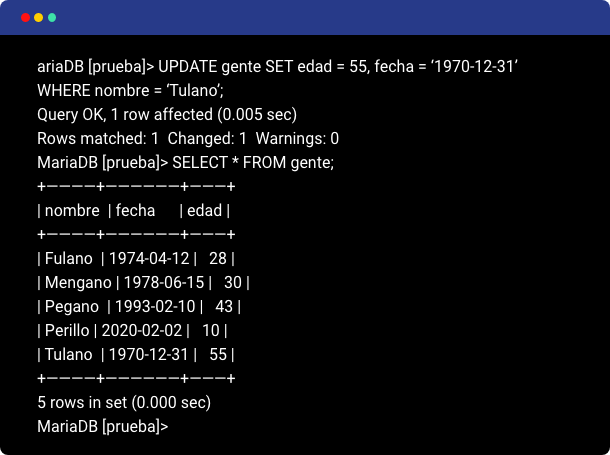 ariaDB [prueba]> UPDATE gente SET edad = 55, fecha = ‘1970-12-31’
WHERE nombre = ‘Tulano’;
Query OK, 1 row affected (0.005 sec)
Rows matched: 1  Changed: 1  Warnings: 0
MariaDB [prueba]> SELECT * FROM gente;
+————+——————+———+
| nombre  | fecha      | edad |
+————+——————+———+
| Fulano  | 1974-04-12 |   28 |
| Mengano | 1978-06-15 |   30 |
| Pegano  | 1993-02-10 |   43 |
| Perillo | 2020-02-02 |   10 |
| Tulano  | 1970-12-31 |   55 |
+————+——————+———+
5 rows in set (0.000 sec)
MariaDB [prueba]>